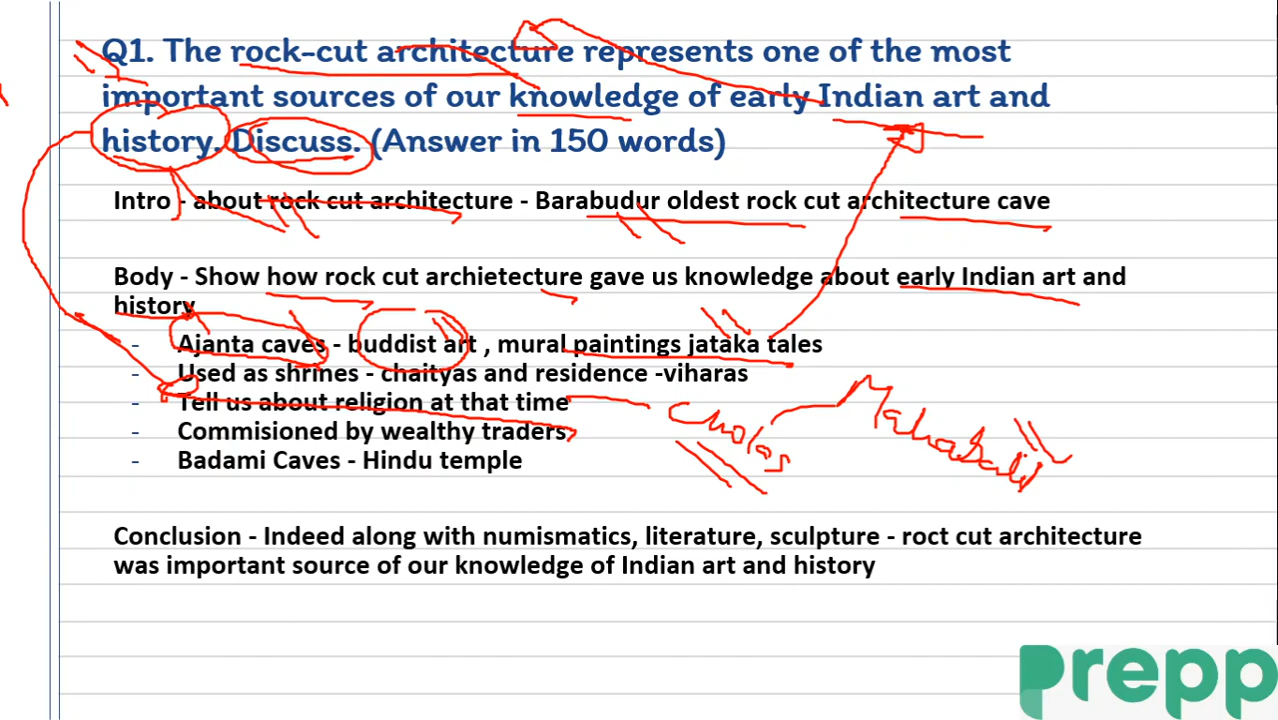 Q1. The rock-cut architecture represents one of the most
important sources of our knowledge of early Indian art and
history. Discuss. (Answer in 150 words)
Intro - about rock cut architecture - Barabudur oldest rock cut architecture cave
Body - Show how rock cut archietecture gave us knowledge about early Indian art and
history
- Ajanta caves - buddist art , mural paintings jataka tales
- Used as shrines - chaityas and residence -viharas
- Tell us about religion at that time
- Commisioned by wealthy traders
- Badami Caves - Hindu temple
Cholas
Conclusion - Indeed along with numismatics, literature, sculpture - roct cut architecture
was important source of our knowledge of Indian art and history
prepp